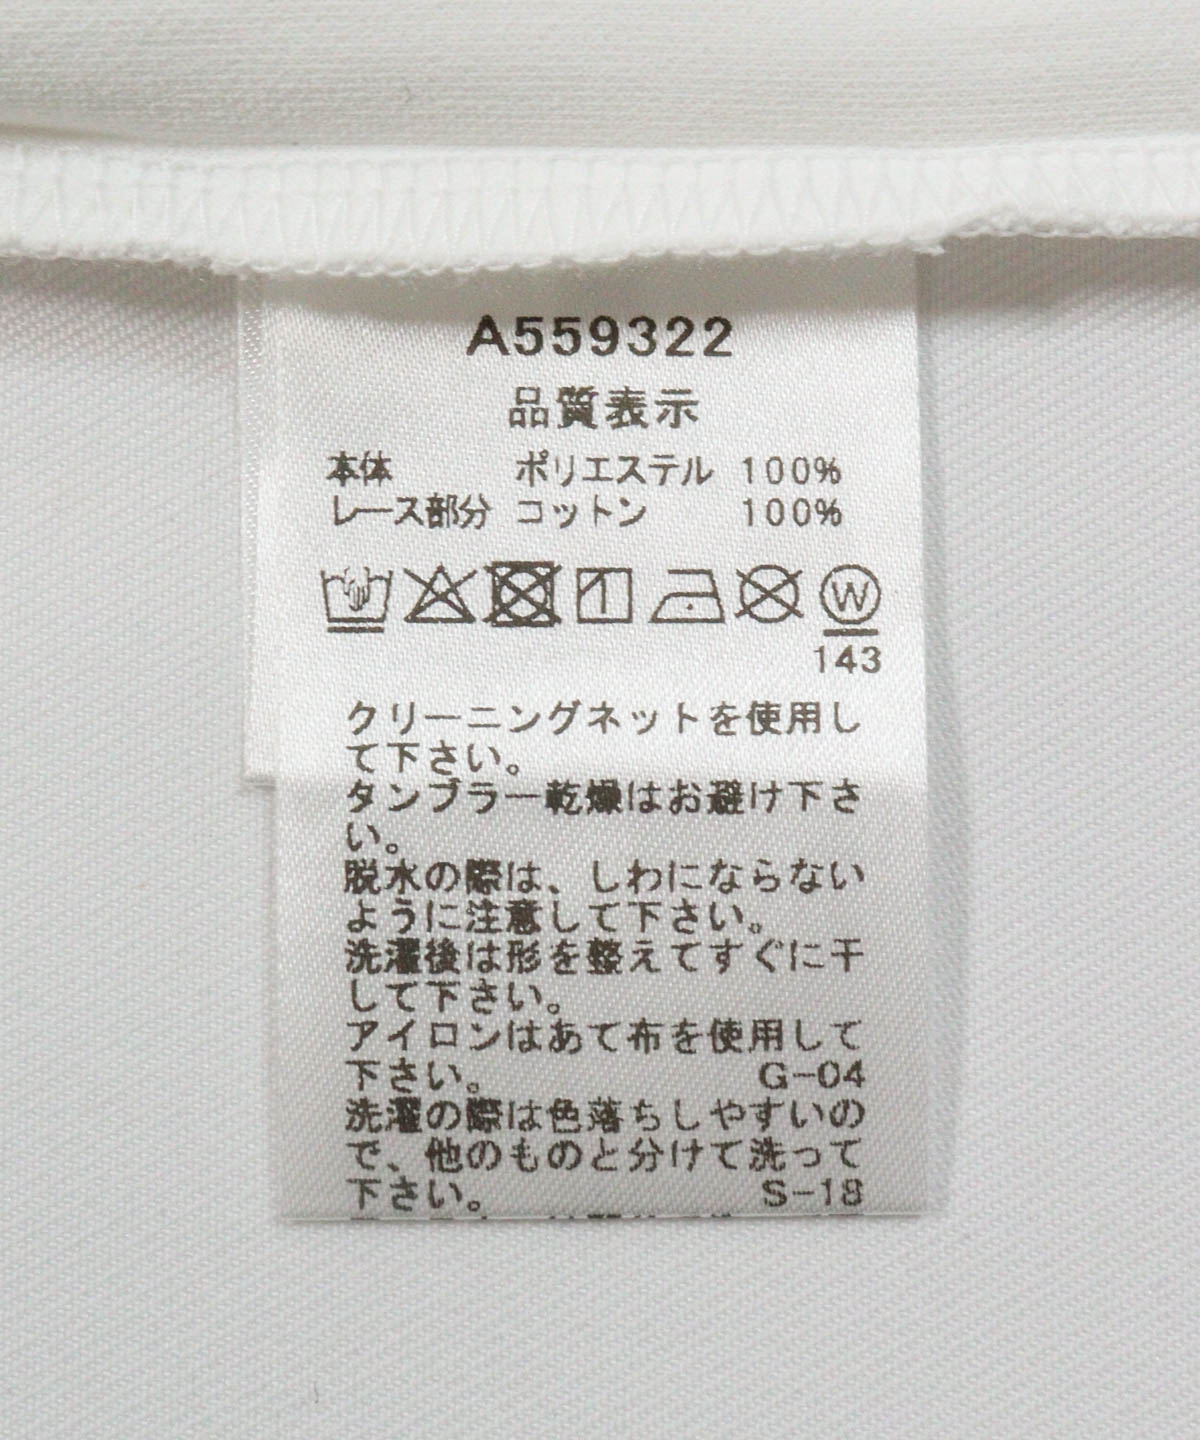 A559322
品質表示
本体 ポリエステル 100%
レース部分 コットン 100%
W
143
クリーニングネットを使用し
て下さい。
タンブラー乾燥はお避け下さ
い。
脱水の際は、しわにならない
ように注意して下さい。
洗濯後は形を整えてすぐに干
して下さい。
アイロンはあて布を使用して
下さい。 G-04
洗濯の際は色落ちしやすいの
で、他のものと分けて洗って
下さい。 S-18